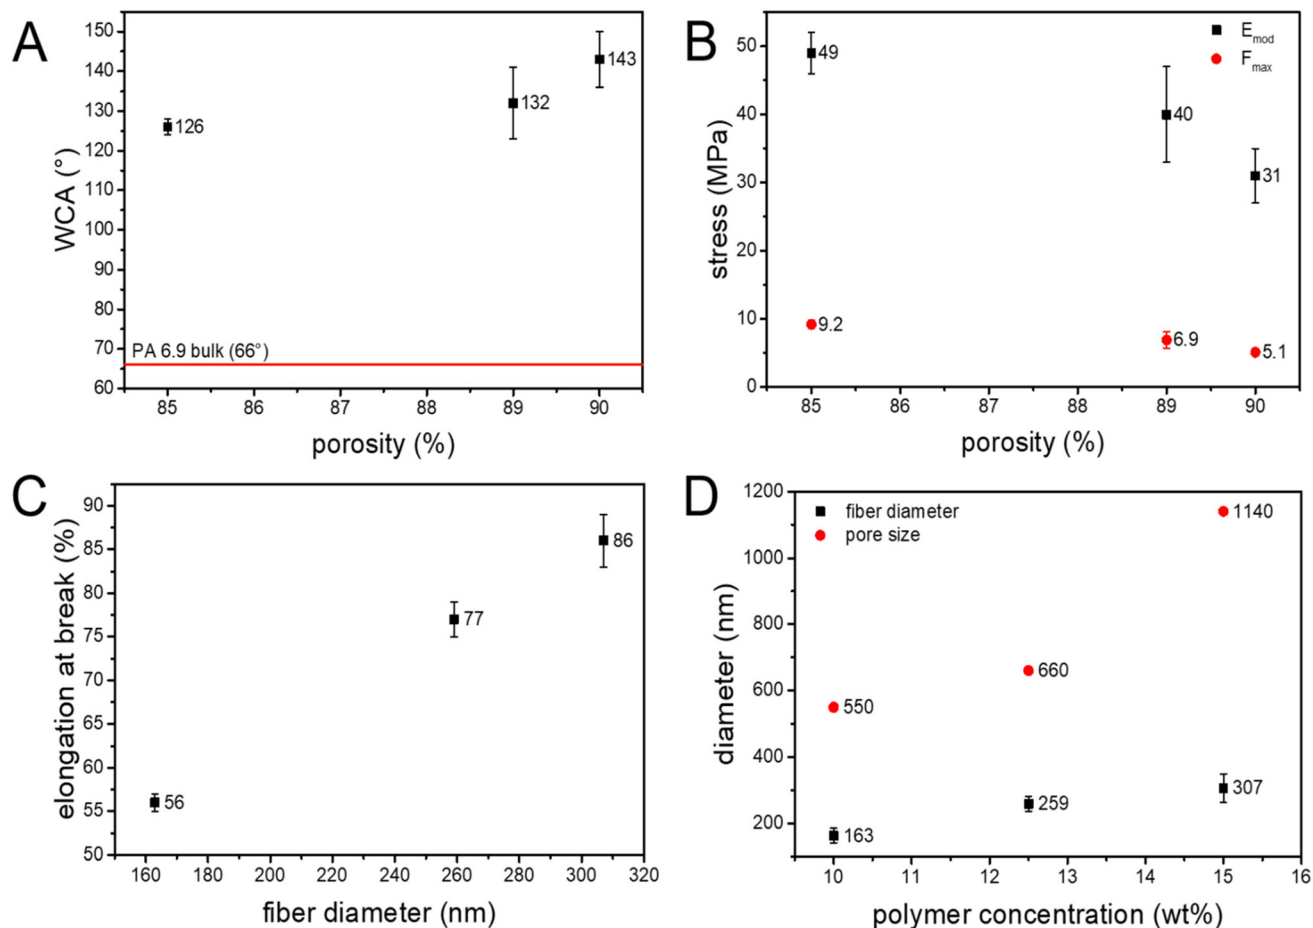 A
150
140
130
120
110
100
90
80
70
60
WCA (°)
126
132
143
PA 6.9 bulk (66°)
85 86 87 88 89 90
porosity (%)
B
50
40
30
20
10
0
stress (MPa)
E_mod
F_max
49
40
31
9.2
6.9
5.1
85 86 87 88 89 90
porosity (%)
C
90
85
80
75
70
65
60
55
50
elongation at break (%)
86
77
56
160 180 200 220 240 260 280 300 320
fiber diameter (nm)
D
1200
1000
800
600
400
200
diameter (nm)
fiber diameter
pore size
1140
660
550
307
259
163
10 11 12 13 14 15 16
polymer concentration (wt%)